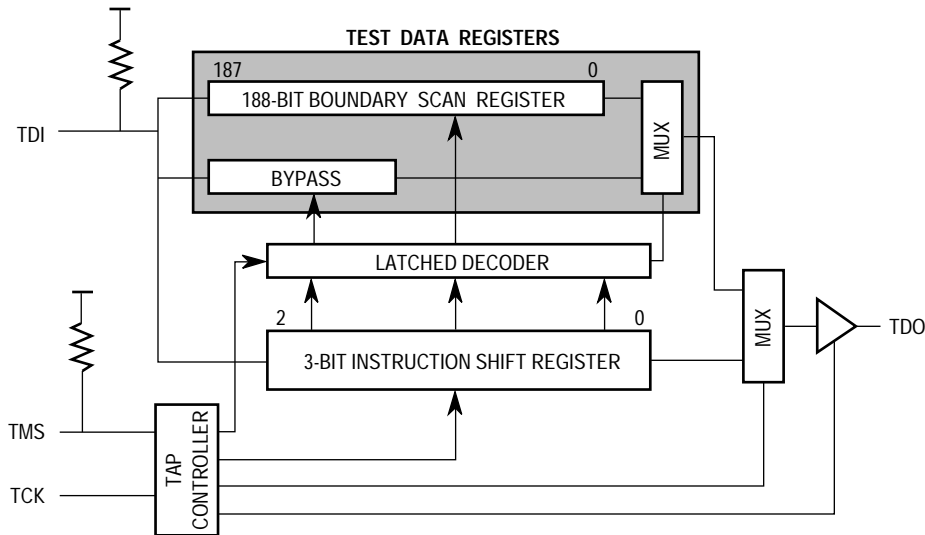 TEST DATA REGISTERS
187 0
188-BIT BOUNDARY SCAN REGISTER
MUX
TDI
BYPASS
LATCHED DECODER
2 0
3-BIT INSTRUCTION SHIFT REGISTER
MUX
TDO
TMS
TAP
CONTROLLER
TCK